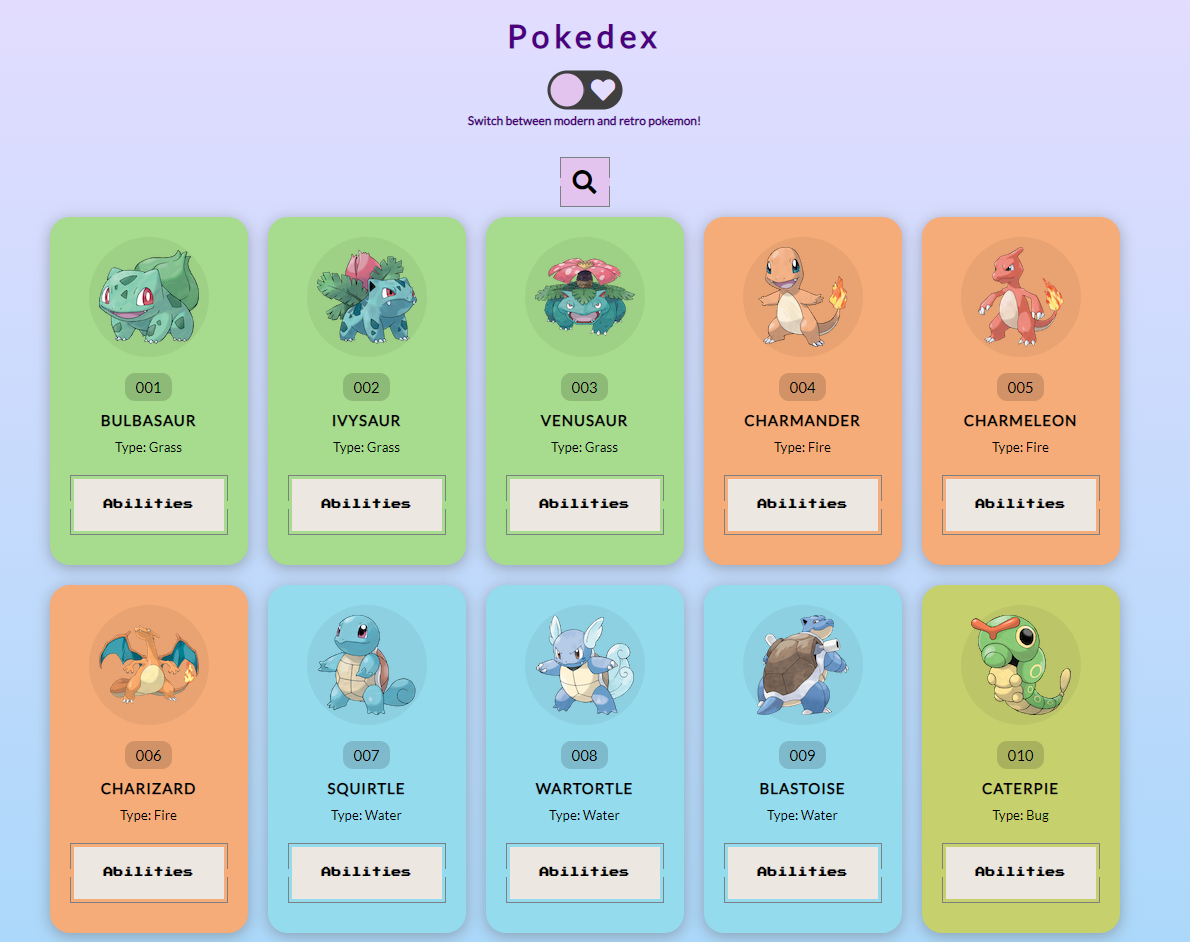 Pokedex
Switch between modern and retro pokemon!
001
BULBASAUR
Type: Grass
Abilities
002
IVYSAUR
Type: Grass
Abilities
003
VENUSAUR
Type: Grass
Abilities
004
CHARMANDER
Type: Fire
Abilities
005
CHARMELEON
Type: Fire
Abilities
006
CHARIZARD
Type: Fire
Abilities
007
SQUIRTLE
Type: Water
Abilities
008
WARTORTLE
Type: Water
Abilities
009
BLASTOISE
Type: Water
Abilities
010
CATERPIE
Type: Bug
Abilities